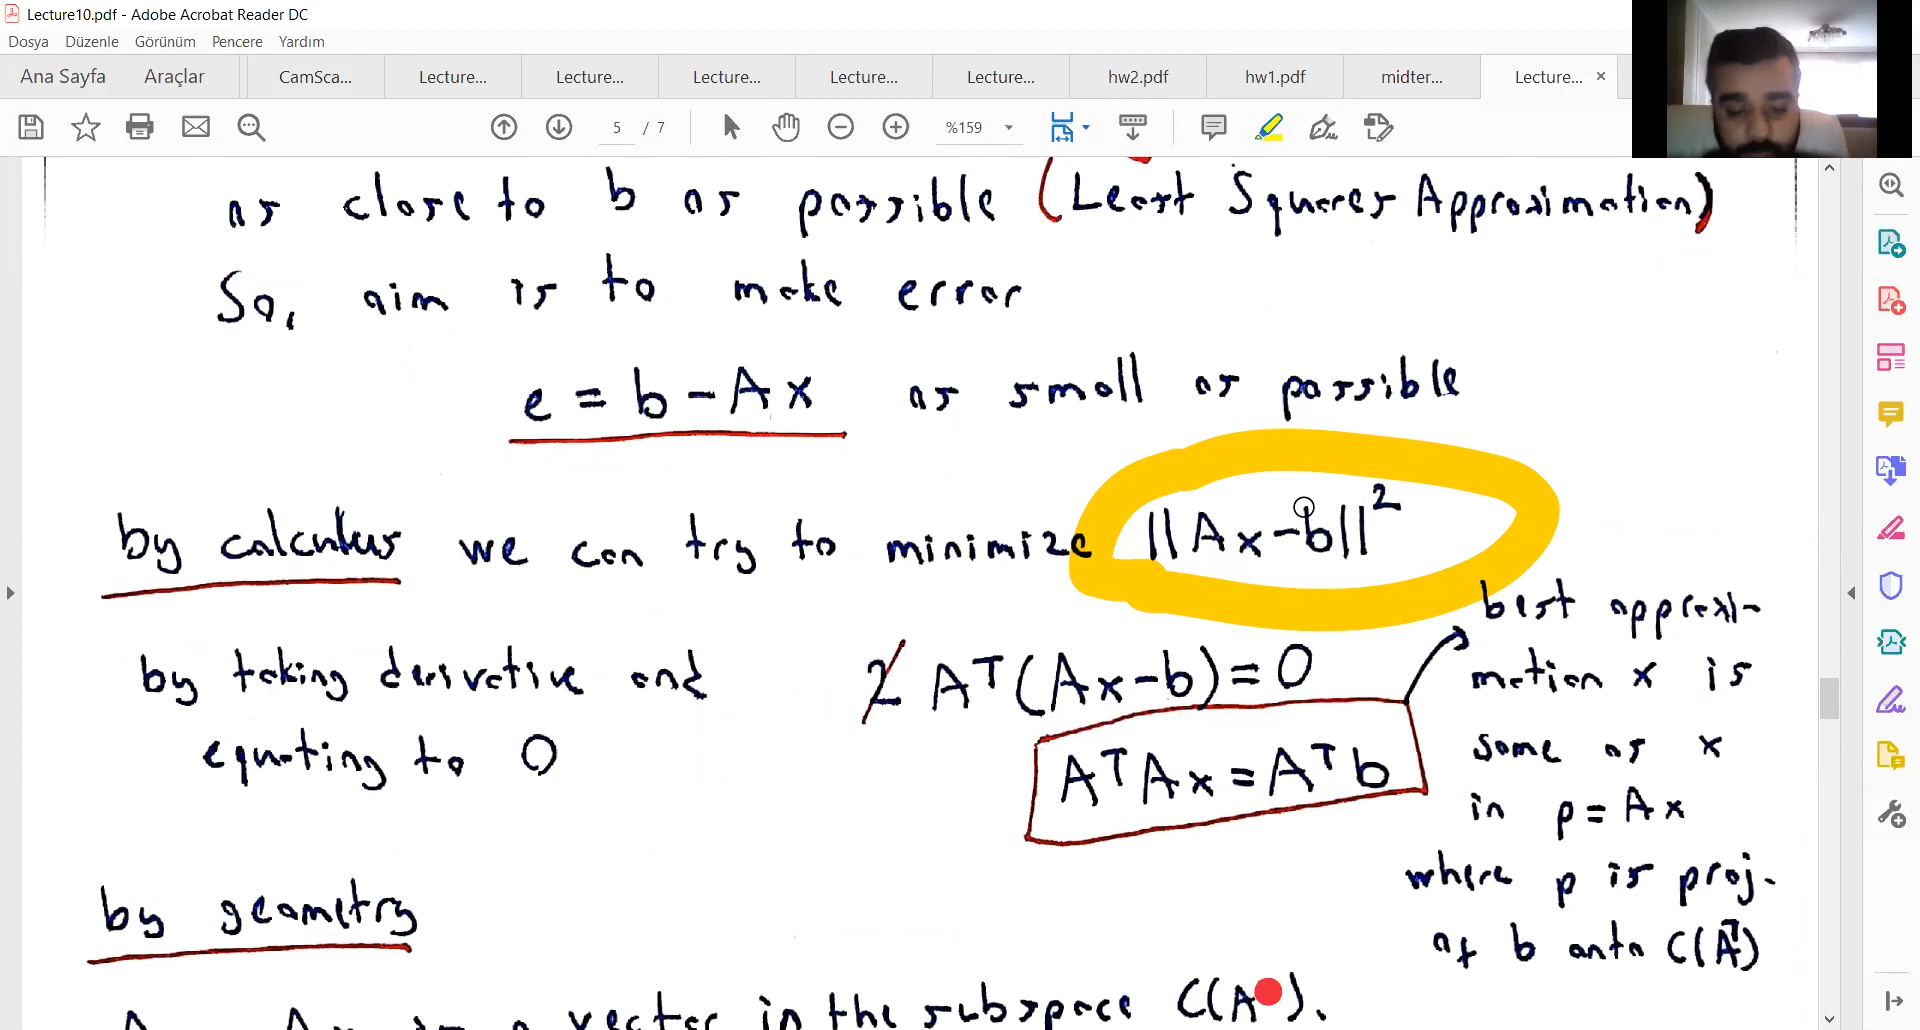 Lecture10.pdf - Adobe Acrobat Reader DC
Dosya Düzenle Görünüm Pencere Yardım
Ana Sayfa Araçlar CamSca... Lecture... Lecture... Lecture... Lecture... Lecture... hw2.pdf hw1.pdf midter... Lecture... ×
5 / 7 %159
as close to b as possible (Least Squares Approximation)
So, aim is to make error
e = b - Ax as small as possible
by calculus we can try to minimize ||Ax-b||²
by taking derivative and 2 Aᵀ(Ax-b) = 0
equating to 0 AᵀAx = Aᵀb
best approxi-
mation x is
same as x
in p = Ax
where p is proj.
of b onto C(Aᵀ)
by geometry
Ax is a vector in the subspace C(A).